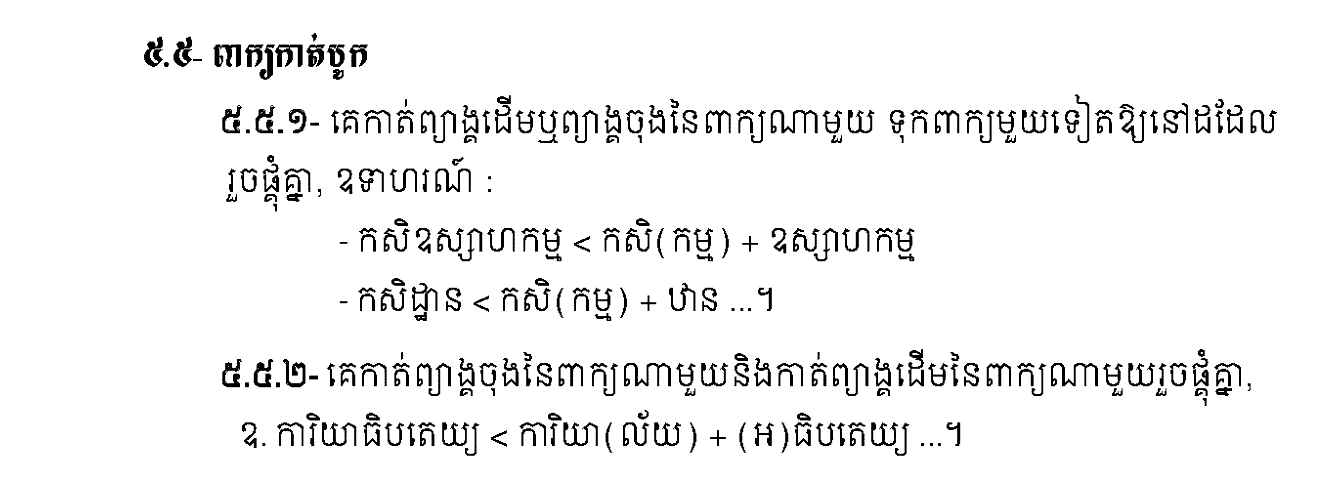 ៥.៥- ពាក្យកាត់បូក
៥.៥.១- គេកាត់ព្យាង្គដើមឬព្យាង្គចុងនៃពាក្យណាមួយ ទុកពាក្យមួយទៀតឱ្យនៅដដែល
រួចផ្គុំគ្នា, ឧទាហរណ៍ :
- កសិឧស្សាហកម្ម < កសិ(កម្ម) + ឧស្សាហកម្ម
- កសិដ្ឋាន < កសិ(កម្ម) + ឋាន ...។
៥.៥.២- គេកាត់ព្យាង្គចុងនៃពាក្យណាមួយនិងកាត់ព្យាង្គដើមនៃពាក្យណាមួយរួចផ្គុំគ្នា,
ឧ. ការិយាធិបតេយ្យ < ការិយា(ល័យ) + (អ)ធិបតេយ្យ ...។